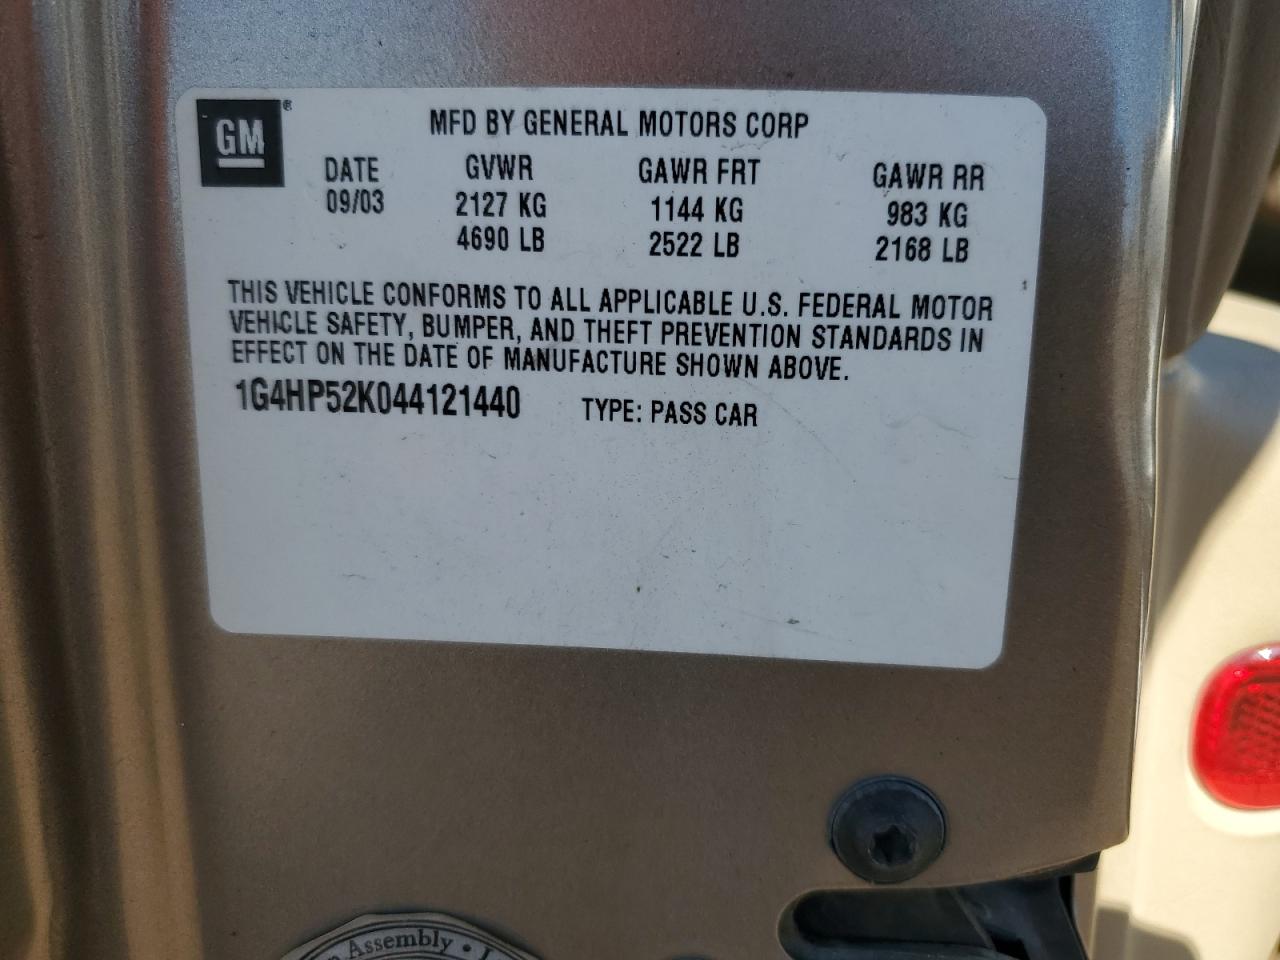 GM®
MFD BY GENERAL MOTORS CORP
DATE GVWR GAWR FRT GAWR RR
09/03 2127 KG 1144 KG 983 KG
4690 LB 2522 LB 2168 LB
THIS VEHICLE CONFORMS TO ALL APPLICABLE U.S. FEDERAL MOTOR
VEHICLE SAFETY, BUMPER, AND THEFT PREVENTION STANDARDS IN
EFFECT ON THE DATE OF MANUFACTURE SHOWN ABOVE.
1G4HP52K044121440 TYPE: PASS CAR
Assembly •